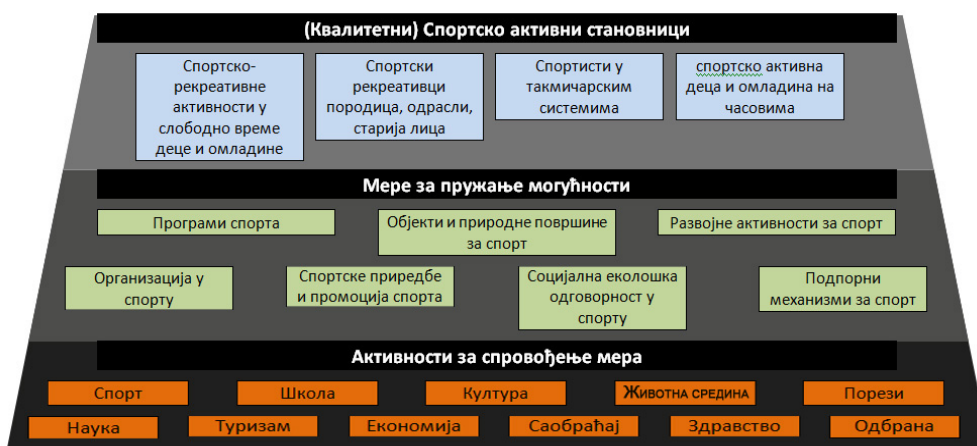 (Квалитетни) Спортско активни становници
Спортско-
рекреативне
активности у
слободно време
деце и омладине
Спортски
рекреативци
породица, одрасли,
старија лица
Спортисти у
такмичарским
системима
спортско активна
деца и омладина на
часовима
Мере за пружање могућности
Програми спорта
Објекти и природне површине
за спорт
Развојне активности за спорт
Организација у
спорту
Спортске приредбе
и промоција спорта
Социјална еколошка
одговорност у
спорту
Подпорни
механизми за спорт
Активности за спровођење мера
Спорт
Школа
Култура
Животна средина
Порези
Наука
Туризам
Економија
Саобраћај
Здравство
Одбрана